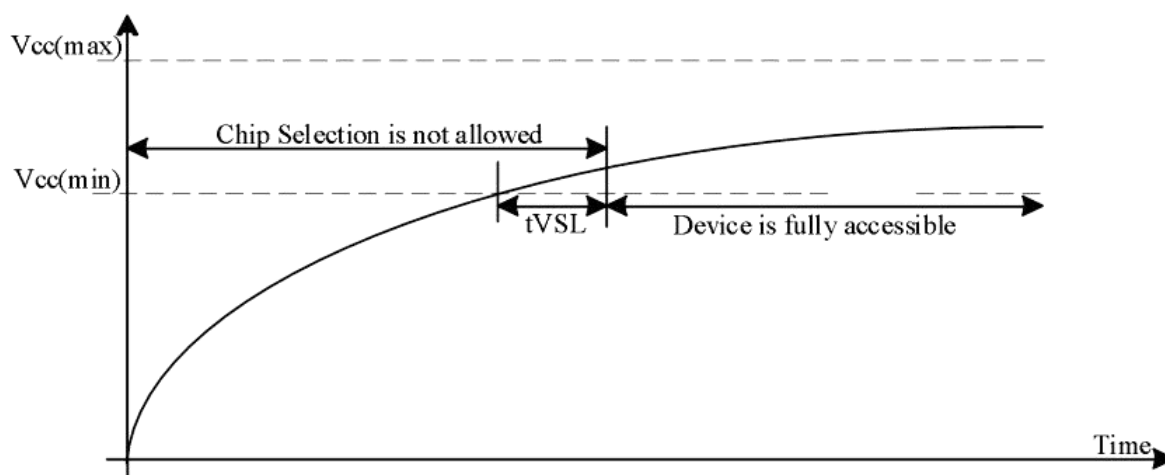 Vcc(max)
Chip Selection is not allowed
Vcc(min)
tVSL
Device is fully accessible
Time